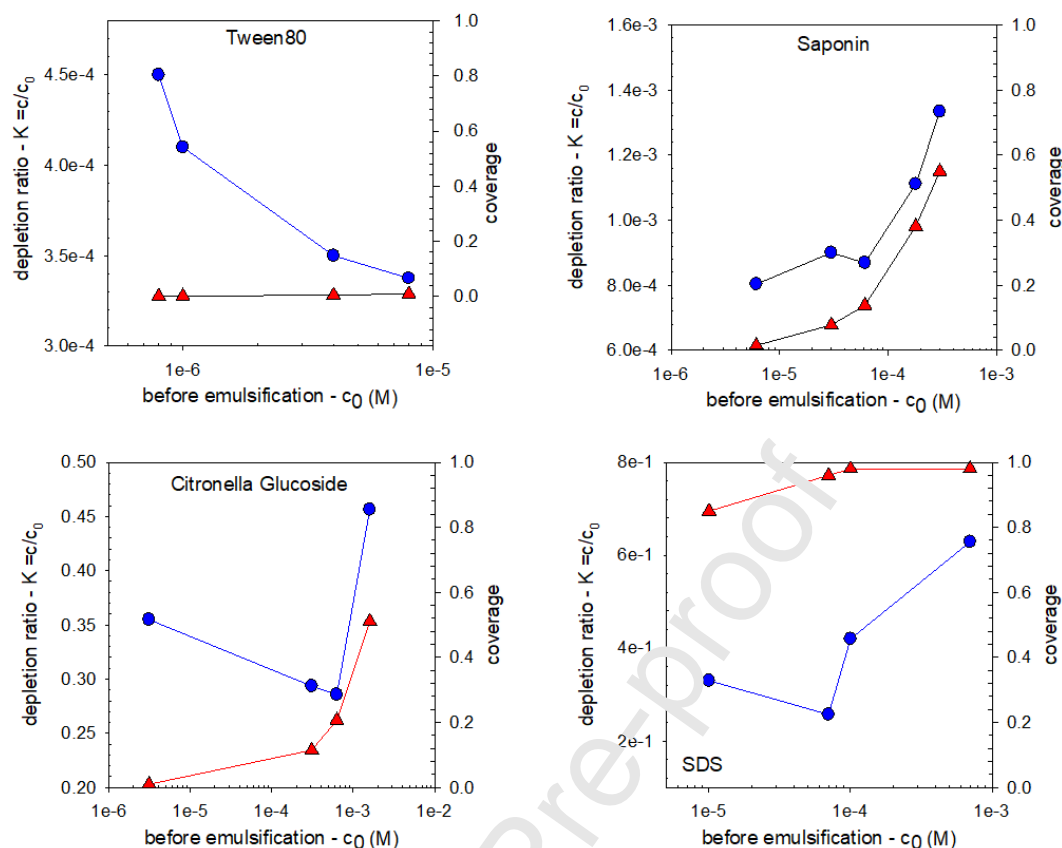 Tween80
4.5e-4
4.0e-4
3.5e-4
3.0e-4
depletion ratio - K =c/c0
1.0
0.8
0.6
0.4
0.2
0.0
coverage
1e-6
1e-5
before emulsification - c0 (M)
Saponin
1.6e-3
1.4e-3
1.2e-3
1.0e-3
8.0e-4
6.0e-4
depletion ratio - K =c/c0
1.0
0.8
0.6
0.4
0.2
0.0
coverage
1e-6
1e-5
1e-4
1e-3
before emulsification - c0 (M)
Citronella Glucoside
0.50
0.45
0.40
0.35
0.30
0.25
0.20
depletion ratio - K =c/c0
1.0
0.8
0.6
0.4
0.2
0.0
coverage
1e-6
1e-5
1e-4
1e-3
1e-2
before emulsification - c0 (M)
SDS
8e-1
6e-1
4e-1
2e-1
depletion ratio - K =c/c0
1.0
0.8
0.6
0.4
0.2
0.0
coverage
1e-5
1e-4
1e-3
before emulsification - c0 (M)
Pre-proof